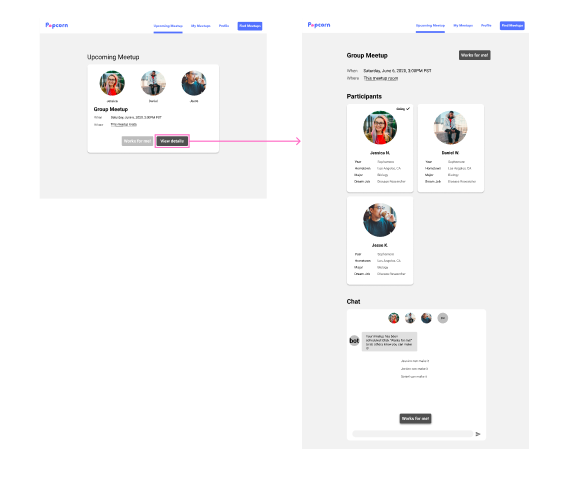 Popcorn
Upcoming Meetup
My Meetups
Profile
Find Meetups
Upcoming Meetup
Jessica
Daniel
Jesse
Group Meetup
When
Saturday, June 6, 2020, 3:00PM PST
Where
This meetup room
Works for me!
View details
Popcorn
Upcoming Meetup
My Meetups
Profile
Find Meetups
Group Meetup
Works for me!
When
Saturday, June 6, 2020, 3:00PM PST
Where
This meetup room
Participants
Going
Jessica N.
Year Sophomore
Hometown Los Angeles, CA
Major Biology
Dream Job Disease Researcher
Daniel W.
Year Sophomore
Hometown Los Angeles, CA
Major Biology
Dream Job Disease Researcher
Jesse K.
Year Sophomore
Hometown Los Angeles, CA
Major Biology
Dream Job Disease Researcher
Chat
bot
bot
Your meetup has been
scheduled! Click "Works for me!"
to let others know you can make
it!
can make it
can make it
can make it
Works for me!